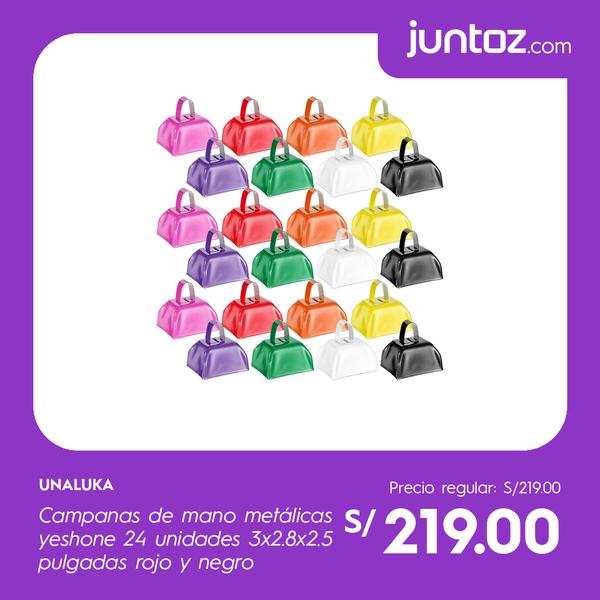 juntoz.com
UNALUKA
Campanas de mano metálicas
yeshone 24 unidades 3x2.8x2.5
pulgadas rojo y negro
Precio regular: S/219.00
S/219.00